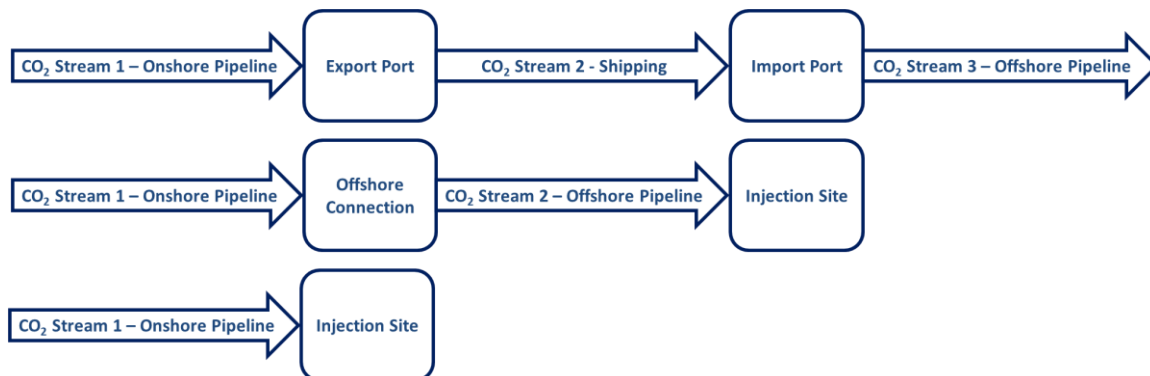 CO₂ Stream 1 – Onshore Pipeline
Export Port
CO₂ Stream 2 - Shipping
Import Port
CO₂ Stream 3 – Offshore Pipeline
CO₂ Stream 1 – Onshore Pipeline
Offshore
Connection
CO₂ Stream 2 – Offshore Pipeline
Injection Site
CO₂ Stream 1 – Onshore Pipeline
Injection Site